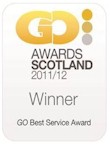 GO
AWARDS
SCOTLAND
2011/12
Winner
GO Best Service Award